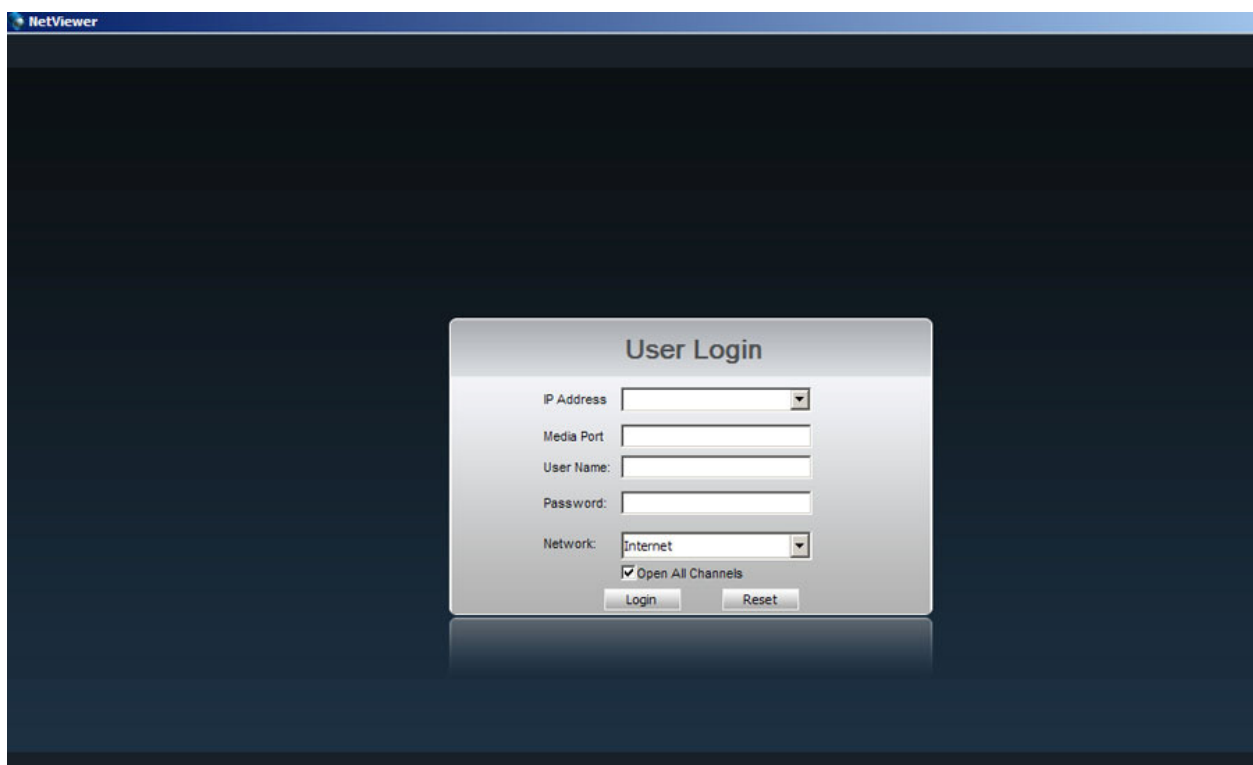 NetViewer
User Login
IP Address
Media Port
User Name:
Password:
Network: Internet
Open All Channels
Login Reset